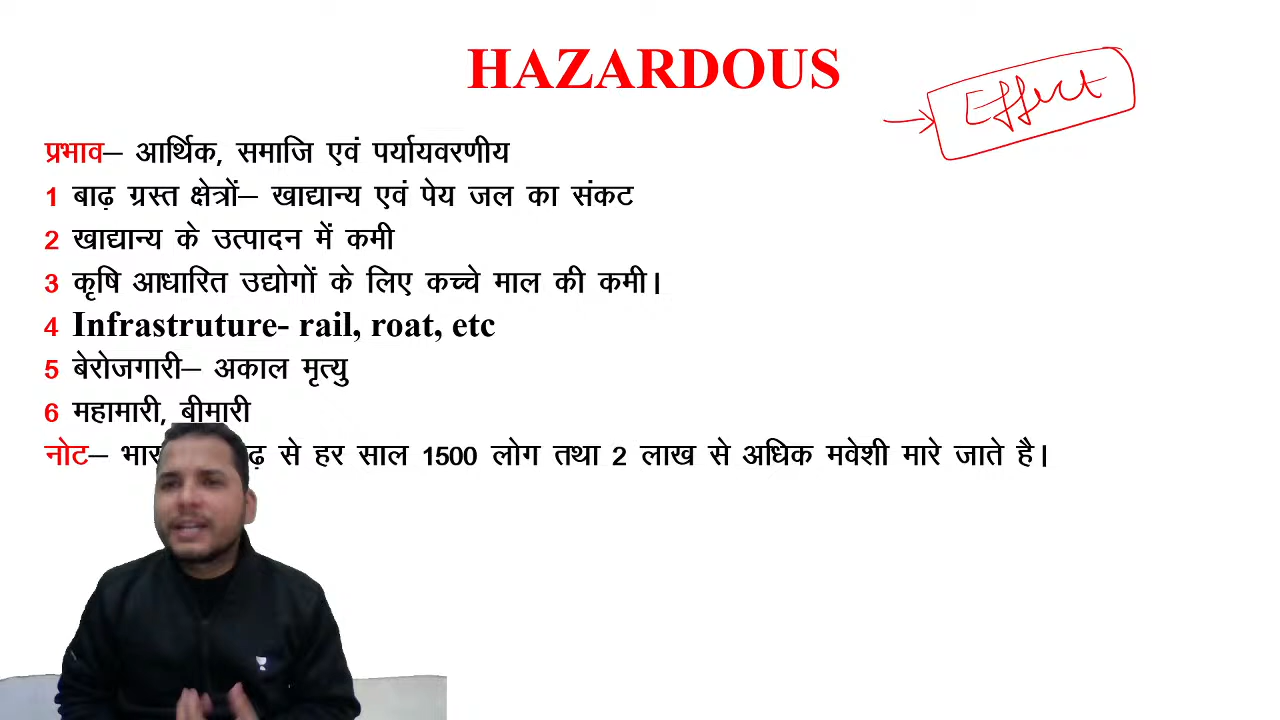 HAZARDOUS
Effect
प्रभाव– आर्थिक, समाजि एवं पर्यायवरणीय
1 बाढ़ ग्रस्त क्षेत्रों– खाद्यान्य एवं पेय जल का संकट
2 खाद्यान्य के उत्पादन में कमी
3 कृषि आधारित उद्योगों के लिए कच्चे माल की कमी।
4 Infrastruture- rail, roat, etc
5 बेरोजगारी– अकाल मृत्यु
6 महामारी, बीमारी
नोट– से हर साल 1500 लोग तथा 2 लाख से अधिक मवेशी मारे जाते है।